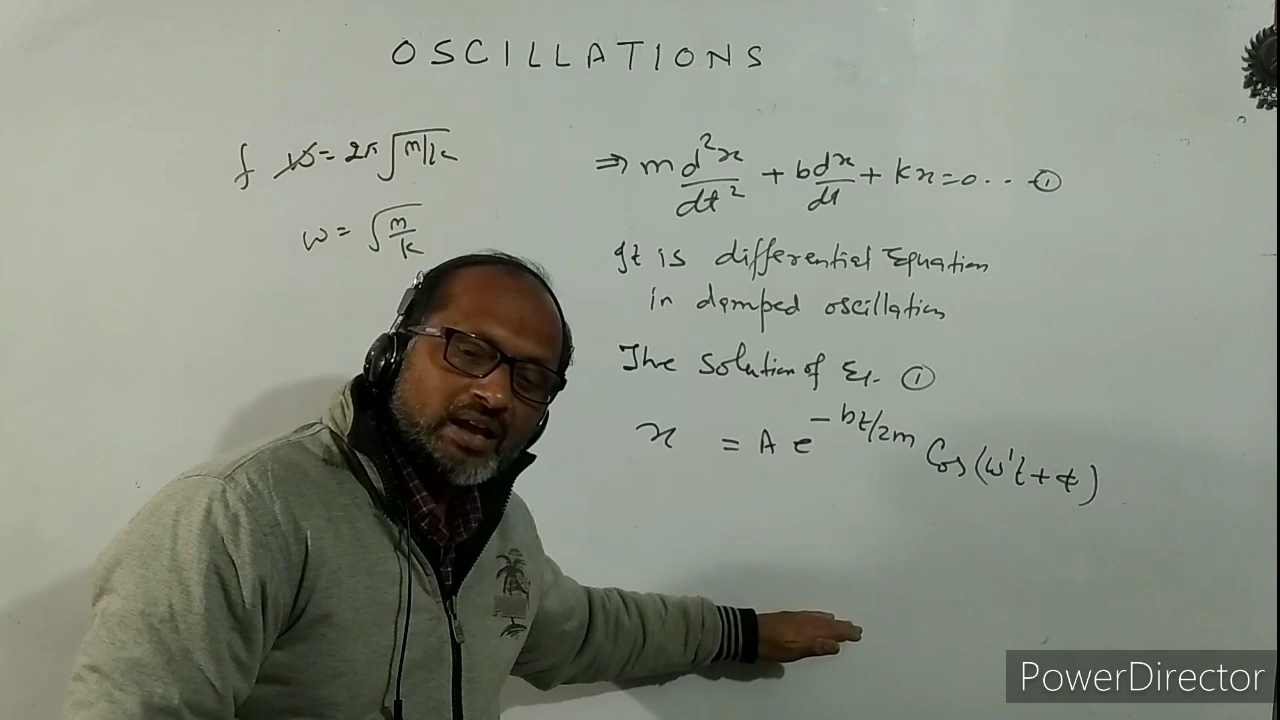 OSCILLATIONS
f ω = 2π √m/k
ω = √m/k
⇒ m d²x/dt² + b dx/dt + kx = 0 .. - ①
It is differential Equation
in damped oscillation
The solution of Eq. ①
x = A e^-bt/2m Cos(ω't + φ)
PowerDirector